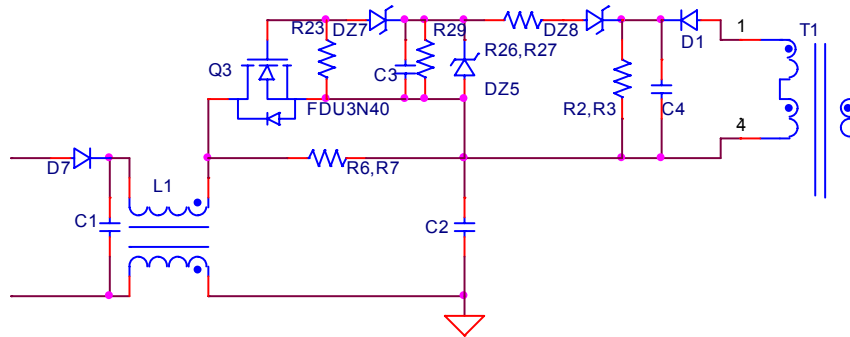 R23
DZ7
R29
DZ8
D1
1
T1
Q3
C3
R26,R27
DZ5
FDU3N40
R2,R3
C4
4
D7
L1
R6,R7
C1
C2